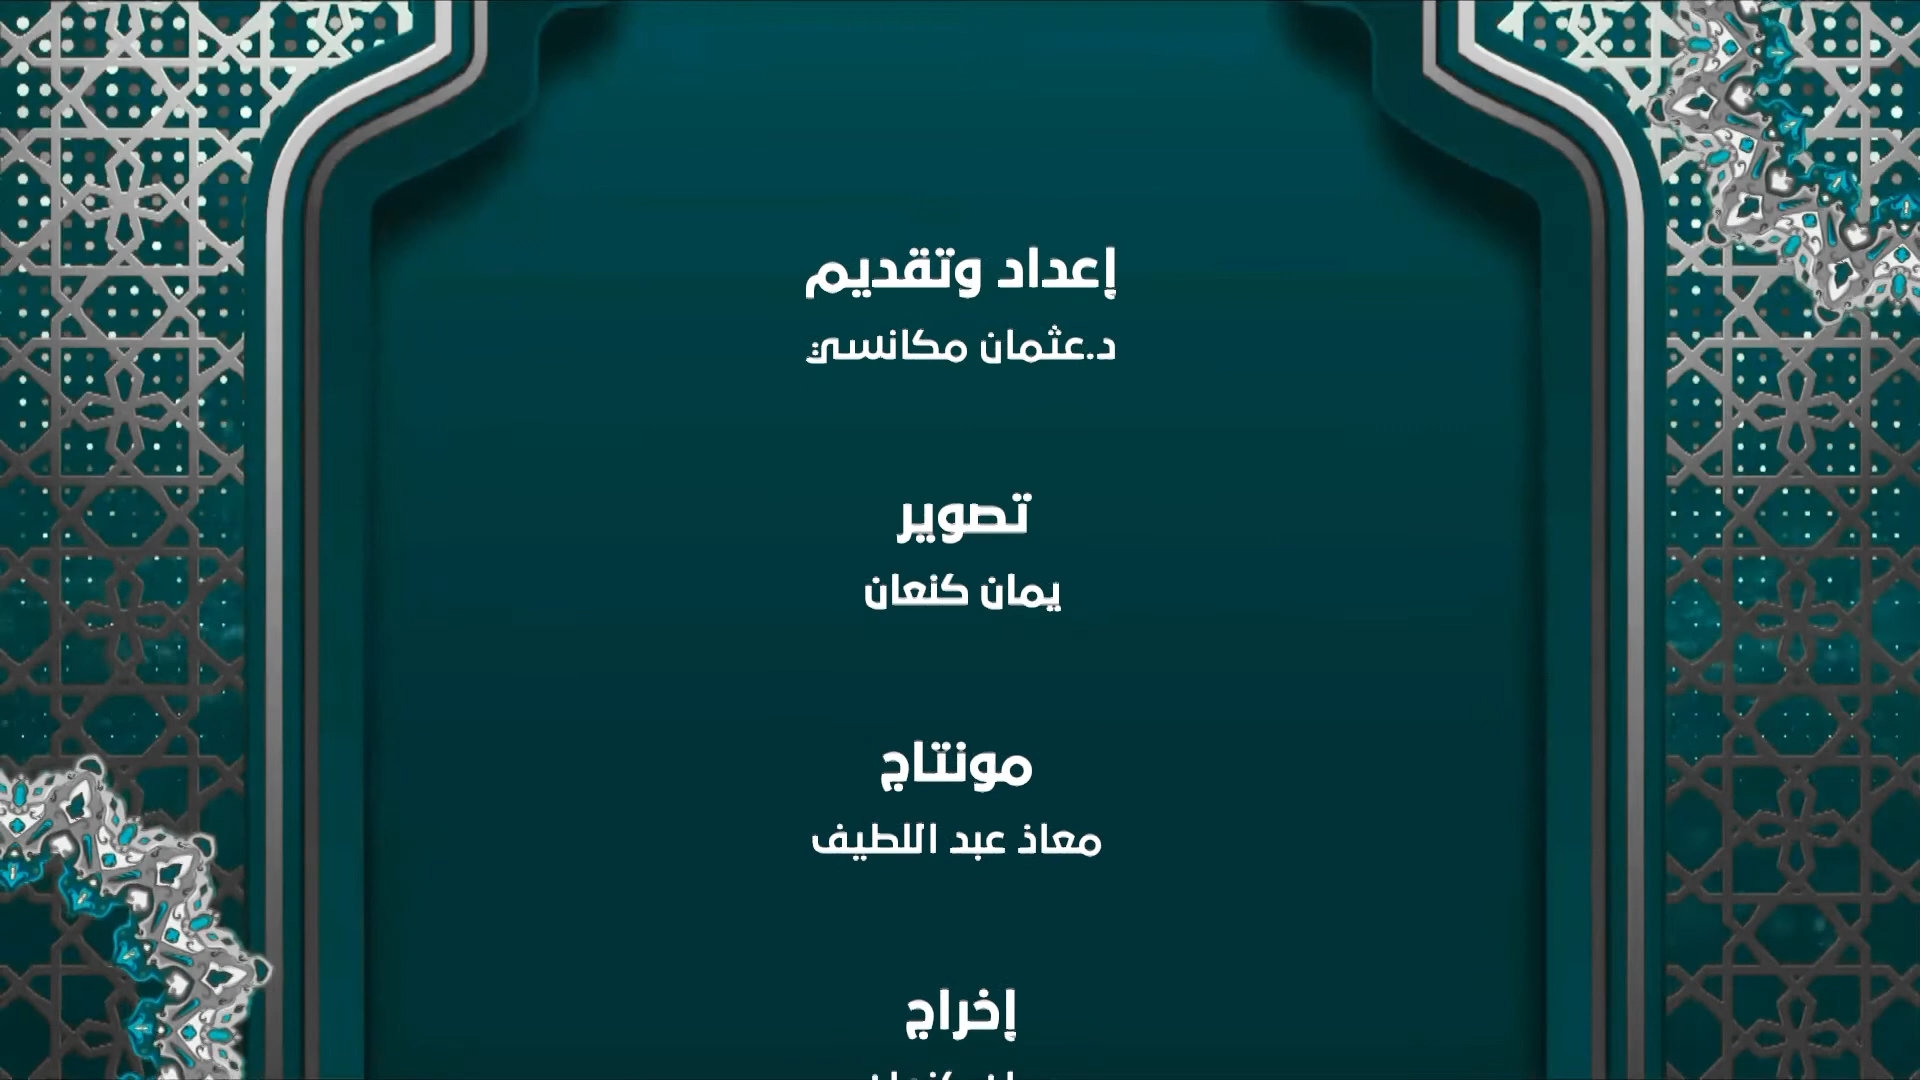 إعداد وتقديم
د.عثمان مكانسي
تصوير
يمان كنعان
مونتاج
معاذ عبد اللطيف
إخراج